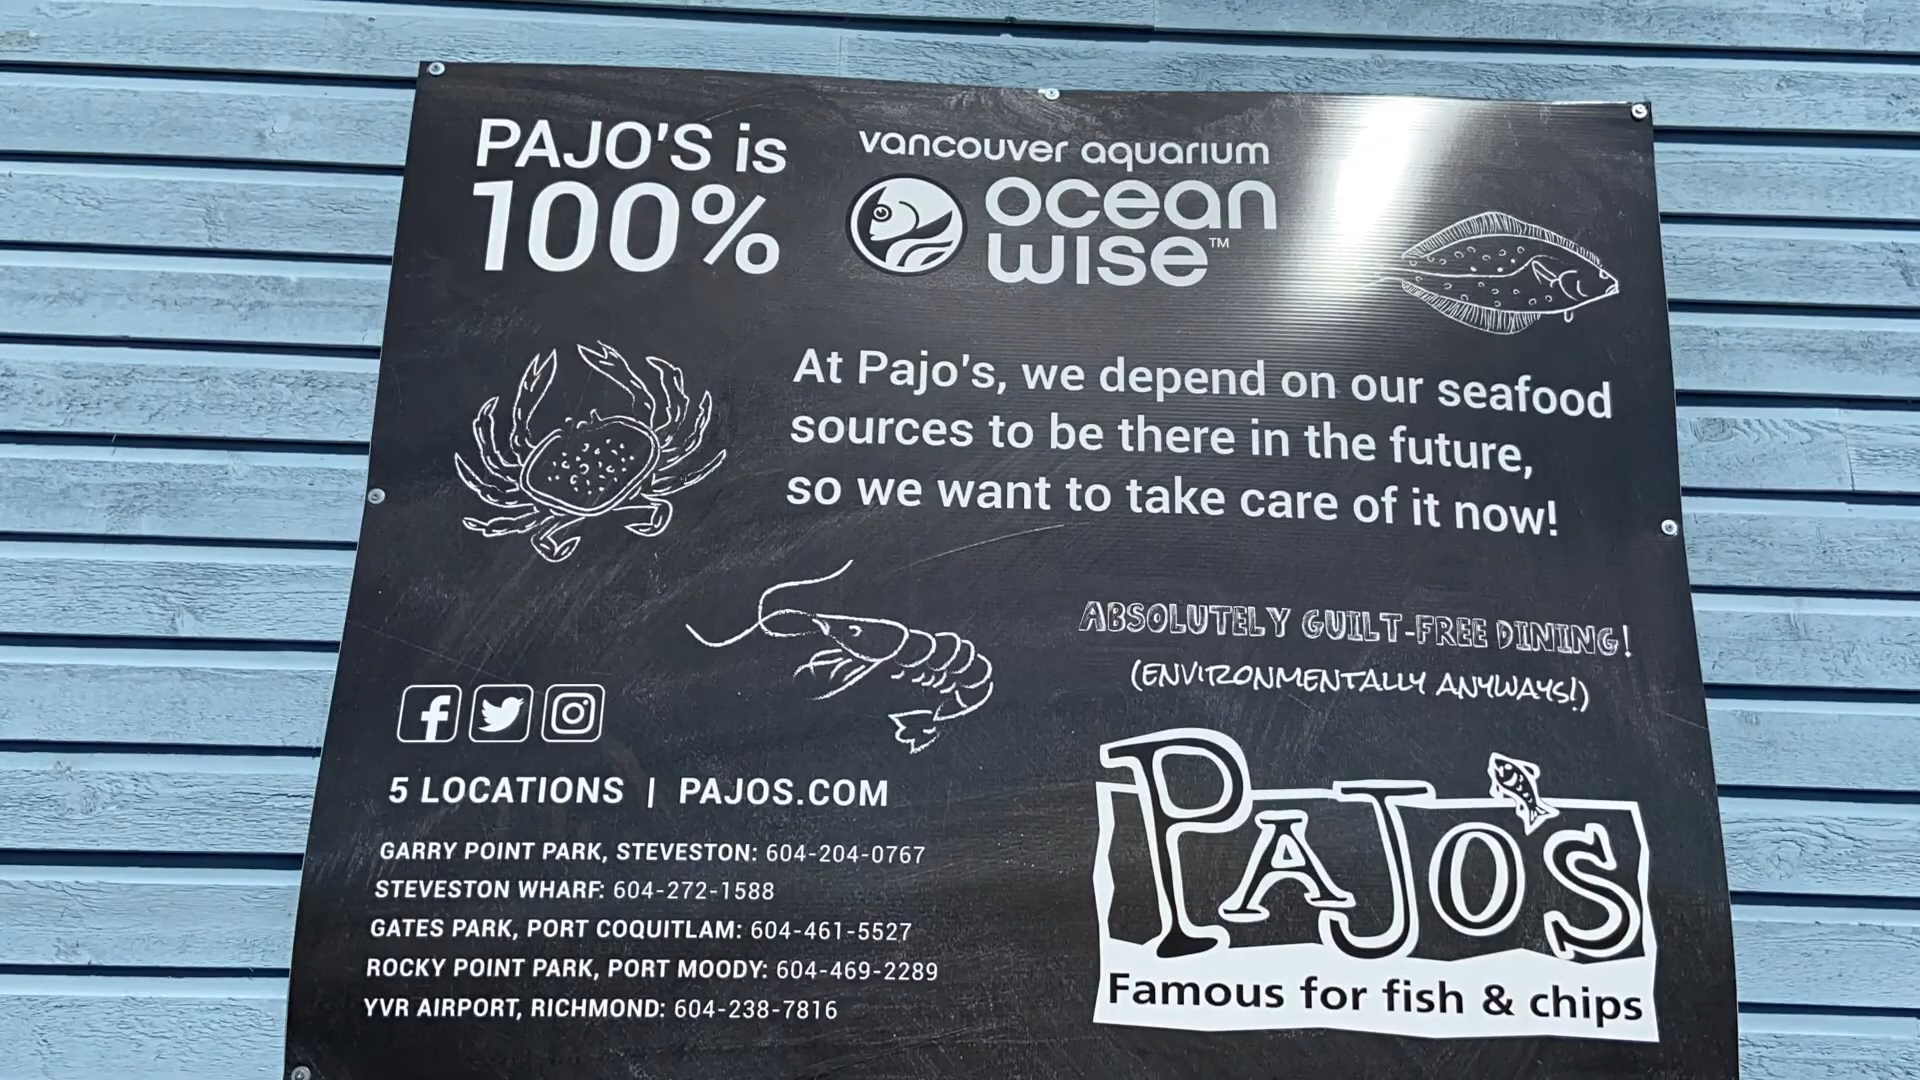 PAJO'S is
100%
vancouver aquarium
ocean
wise™
At Pajo's, we depend on our seafood
sources to be there in the future,
so we want to take care of it now!
ABSOLUTELY GUILT-FREE DINING!
(ENVIRONMENTALLY ANYWAYS!)
5 LOCATIONS | PAJOS.COM
GARRY POINT PARK, STEVESTON: 604-204-0767
STEVESTON WHARF: 604-272-1588
GATES PARK, PORT COQUITLAM: 604-461-5527
ROCKY POINT PARK, PORT MOODY: 604-469-2289
YVR AIRPORT, RICHMOND: 604-238-7816
PAJO'S
Famous for fish & chips